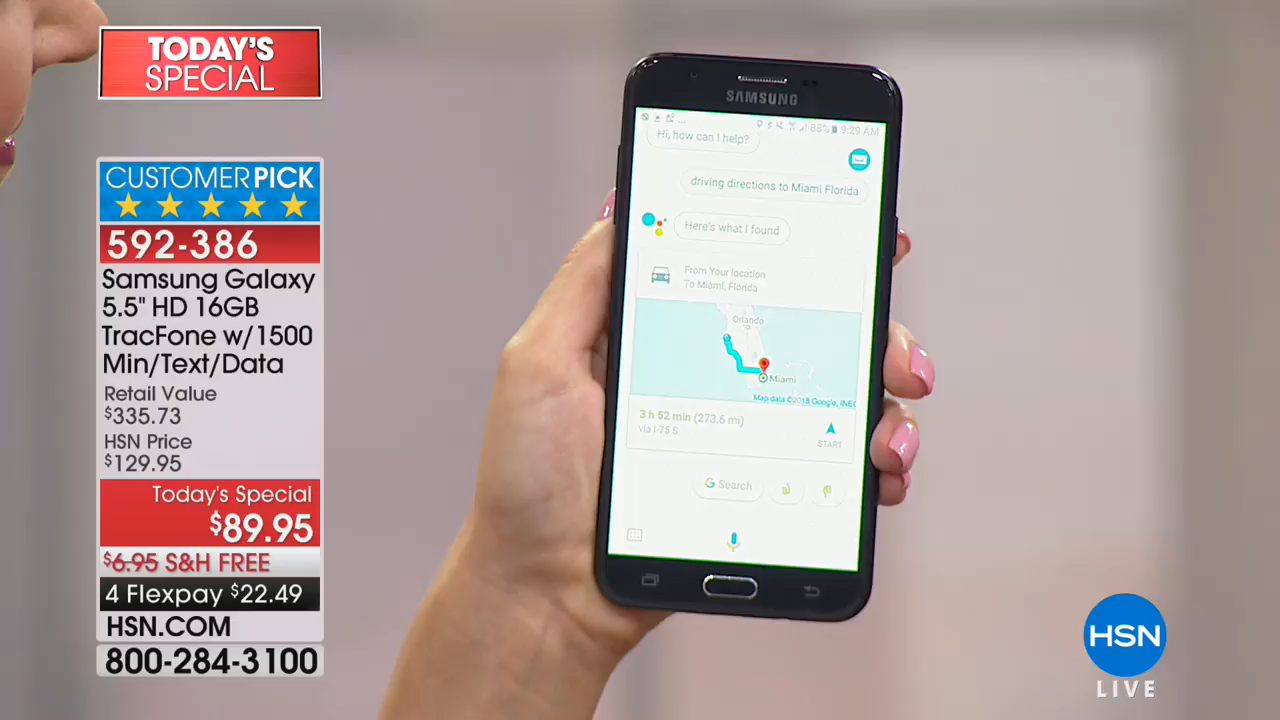 TODAY'S
SPECIAL
CUSTOMER PICK
592-386
Samsung Galaxy
5.5" HD 16GB
TracFone w/1500
Min/Text/Data
Retail Value
$335.73
HSN Price
$129.95
Today's Special
$89.95
$6.95 S&H FREE
4 Flexpay $22.49
HSN.COM
800-284-3100
SAMSUNG
88% 9:29 AM
Hi, how can I help?
driving directions to Miami Florida
Here's what I found
From Your location
To Miami, Florida
Orlando
Miami
Map data ©2018 Google, INEG
3 h 52 min (273.6 mi)
via I-75 S
START
G Search
HSN
LIVE